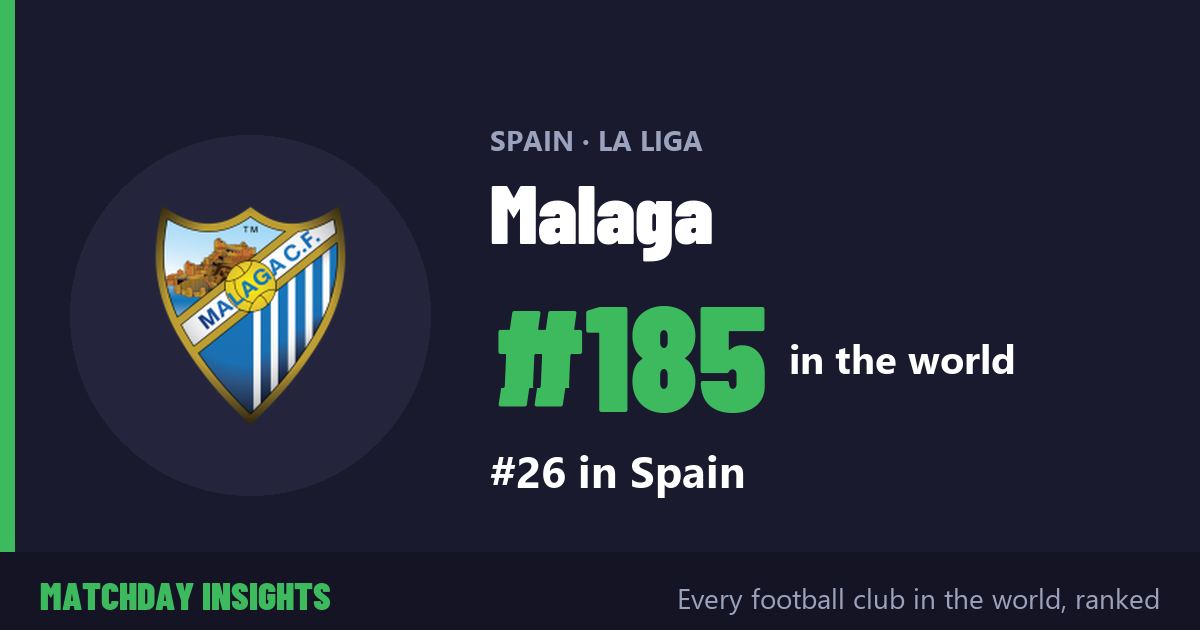 SPAIN · LA LIGA
Malaga
TM
MALAGA C.F.
#185 in the world
#26 in Spain
MATCHDAY INSIGHTS
Every football club in the world, ranked